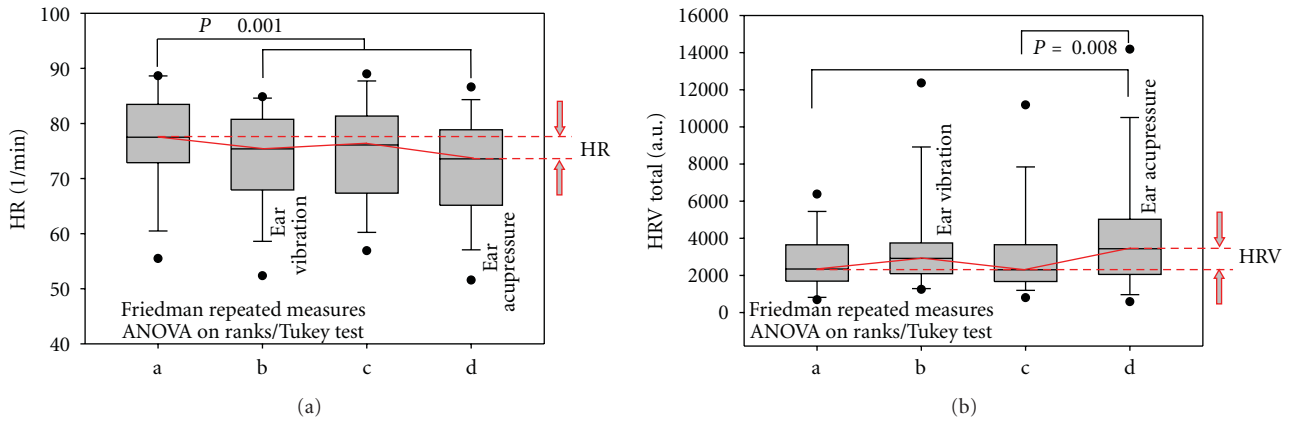 100
90
80
70
60
50
40
HR (1/min)
P 0.001
Ear
vibration
Ear
acupressure
HR
Friedman repeated measures
ANOVA on ranks/Tukey test
a b c d
(a)
16000
14000
12000
10000
8000
6000
4000
2000
0
HRV total (a.u.)
P = 0.008
Ear vibration
Ear acupressure
HRV
Friedman repeated measures
ANOVA on ranks/Tukey test
a b c d
(b)